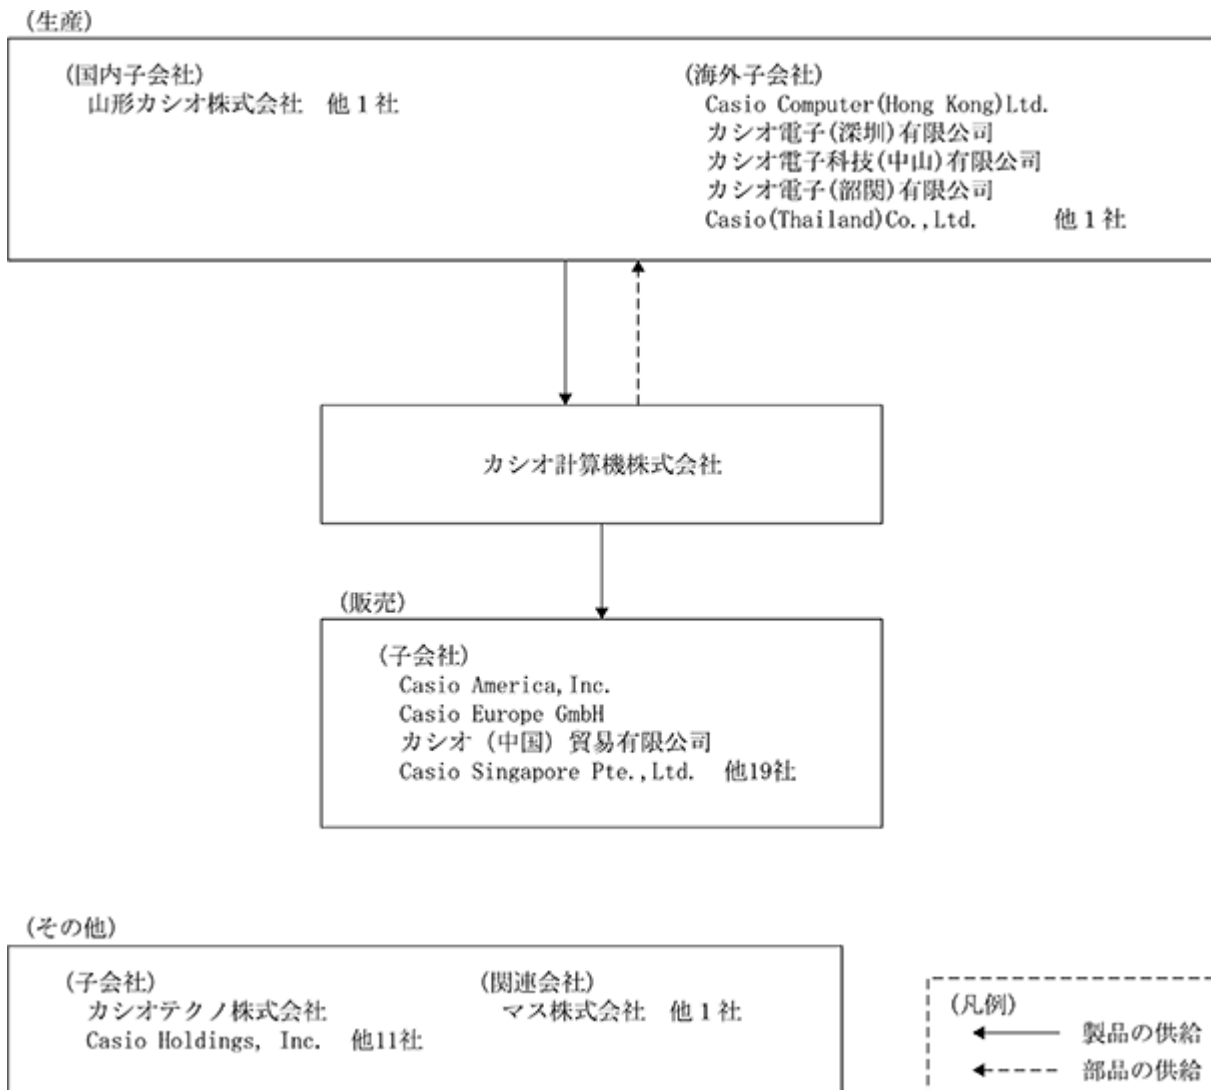 (生産)
(国内子会社)
山形カシオ株式会社　他１社
(海外子会社)
Casio Computer(Hong Kong)Ltd.
カシオ電子(深圳)有限公司
カシオ電子科技(中山)有限公司
カシオ電子(韶関)有限公司
Casio(Thailand)Co.,Ltd.　他１社
カシオ計算機株式会社
(販売)
(子会社)
Casio America,Inc.
Casio Europe GmbH
カシオ（中国）貿易有限公司
Casio Singapore Pte.,Ltd.　他19社
(その他)
(子会社)
カシオテクノ株式会社
Casio Holdings, Inc.　他11社
(関連会社)
マス株式会社　他１社
(凡例)
製品の供給
部品の供給